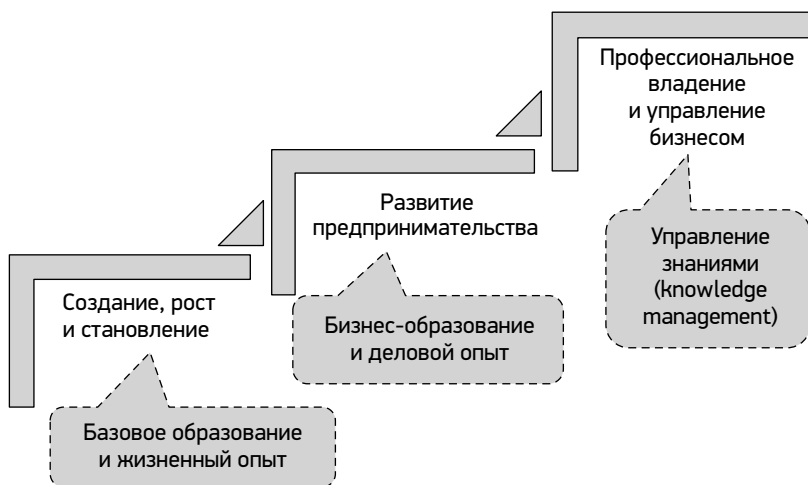 Создание, рост
и становление
Базовое образование
и жизненный опыт
Развитие
предпринимательства
Бизнес-образование
и деловой опыт
Профессиональное
владение
и управление
бизнесом
Управление
знаниями
(knowledge
management)